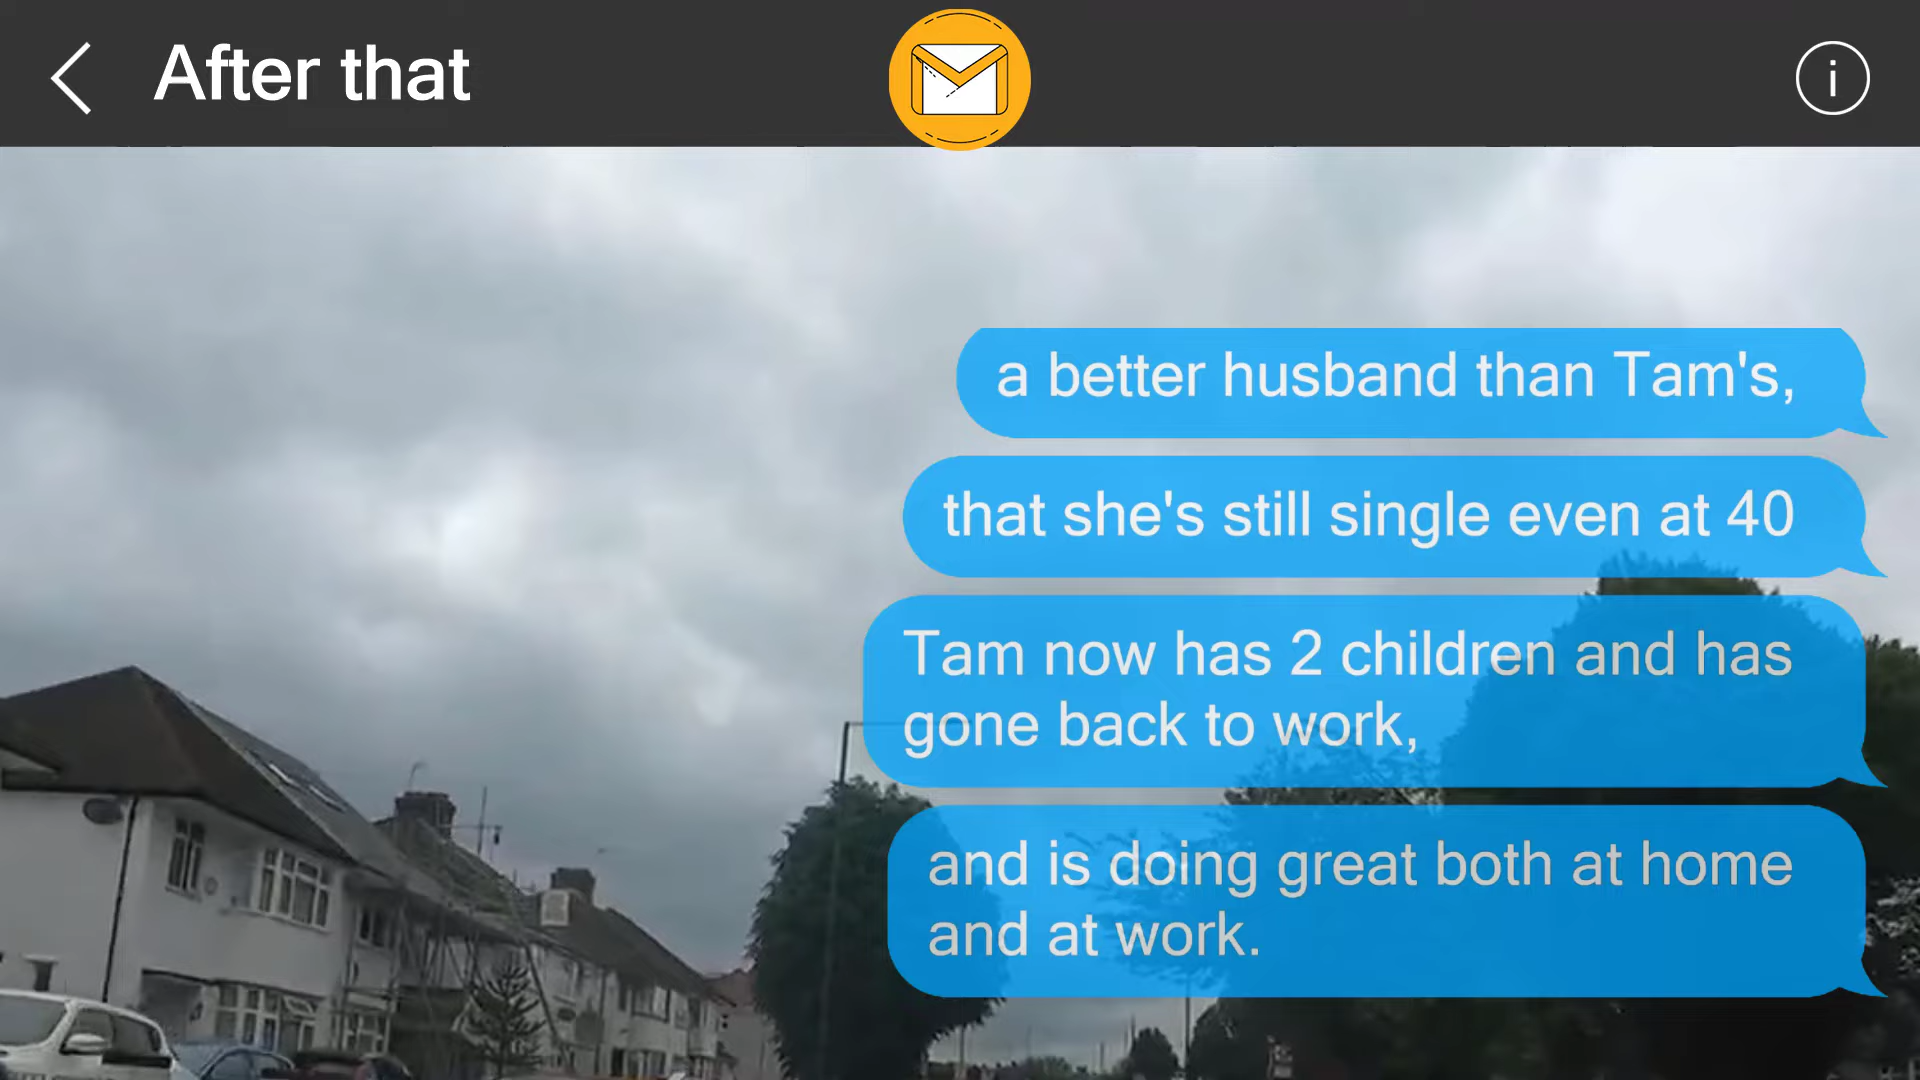 After that
a better husband than Tam's,
that she's still single even at 40
Tam now has 2 children and has
gone back to work,
and is doing great both at home
and at work.